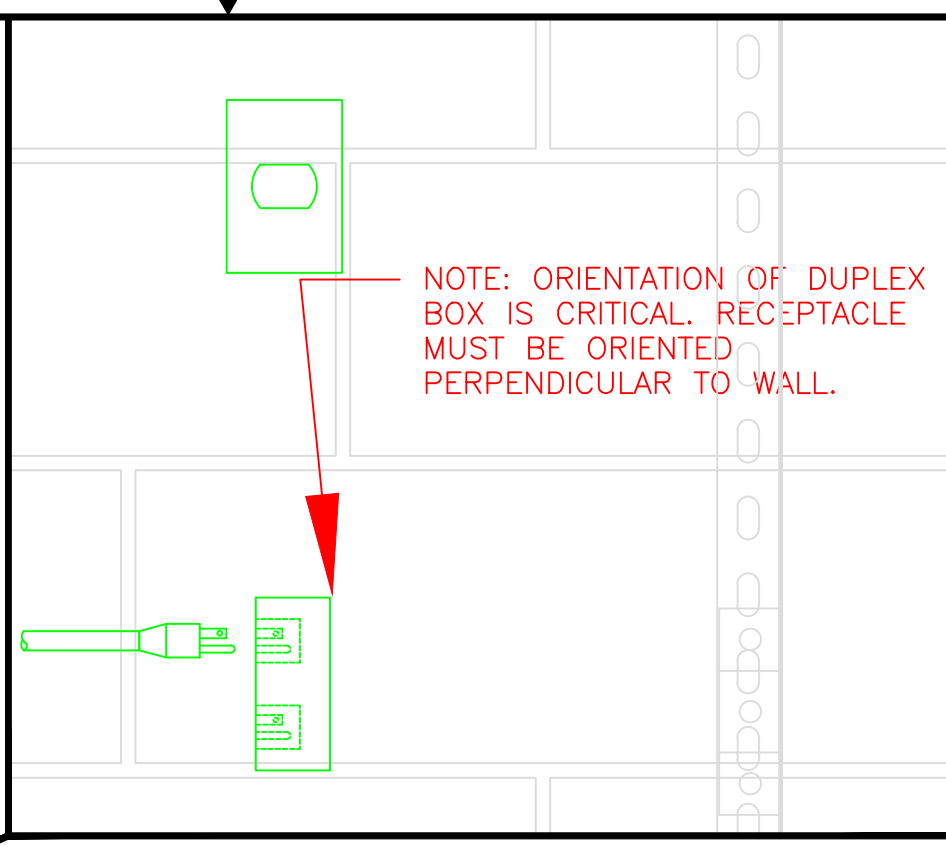 NOTE: ORIENTATION OF DUPLEX
BOX IS CRITICAL. RECEPTACLE
MUST BE ORIENTED
PERPENDICULAR TO WALL.